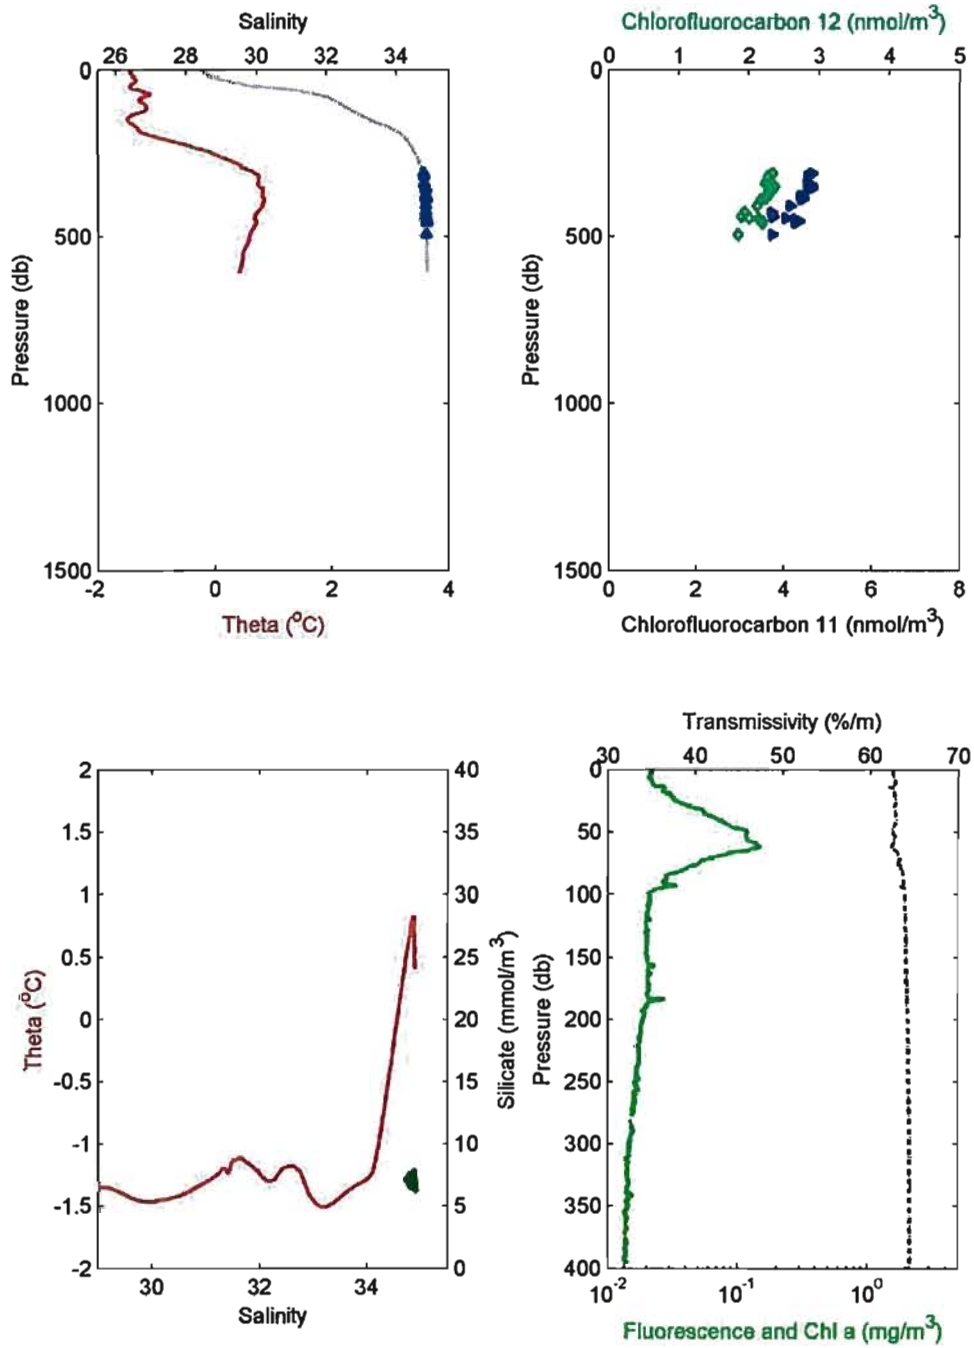 Salinity
26 28 30 32 34
0
500
1000
1500
Pressure (db)
-2 0 2 4
Theta (°C)
Chlorofluorocarbon 12 (nmol/m3)
0 1 2 3 4 5
0
500
1000
1500
Pressure (db)
0 2 4 6 8
Chlorofluorocarbon 11 (nmol/m3)
2
1.5
1
0.5
0
-0.5
-1
-1.5
-2
Theta (°C)
40
35
30
25
20
15
10
5
0
Silicate (mmol/m3)
30 32 34
Salinity
Transmissivity (%/m)
30 40 50 60 70
0
50
100
150
200
250
300
350
400
Pressure (db)
10-2 10-1 100
Fluorescence and Chl a (mg/m3)